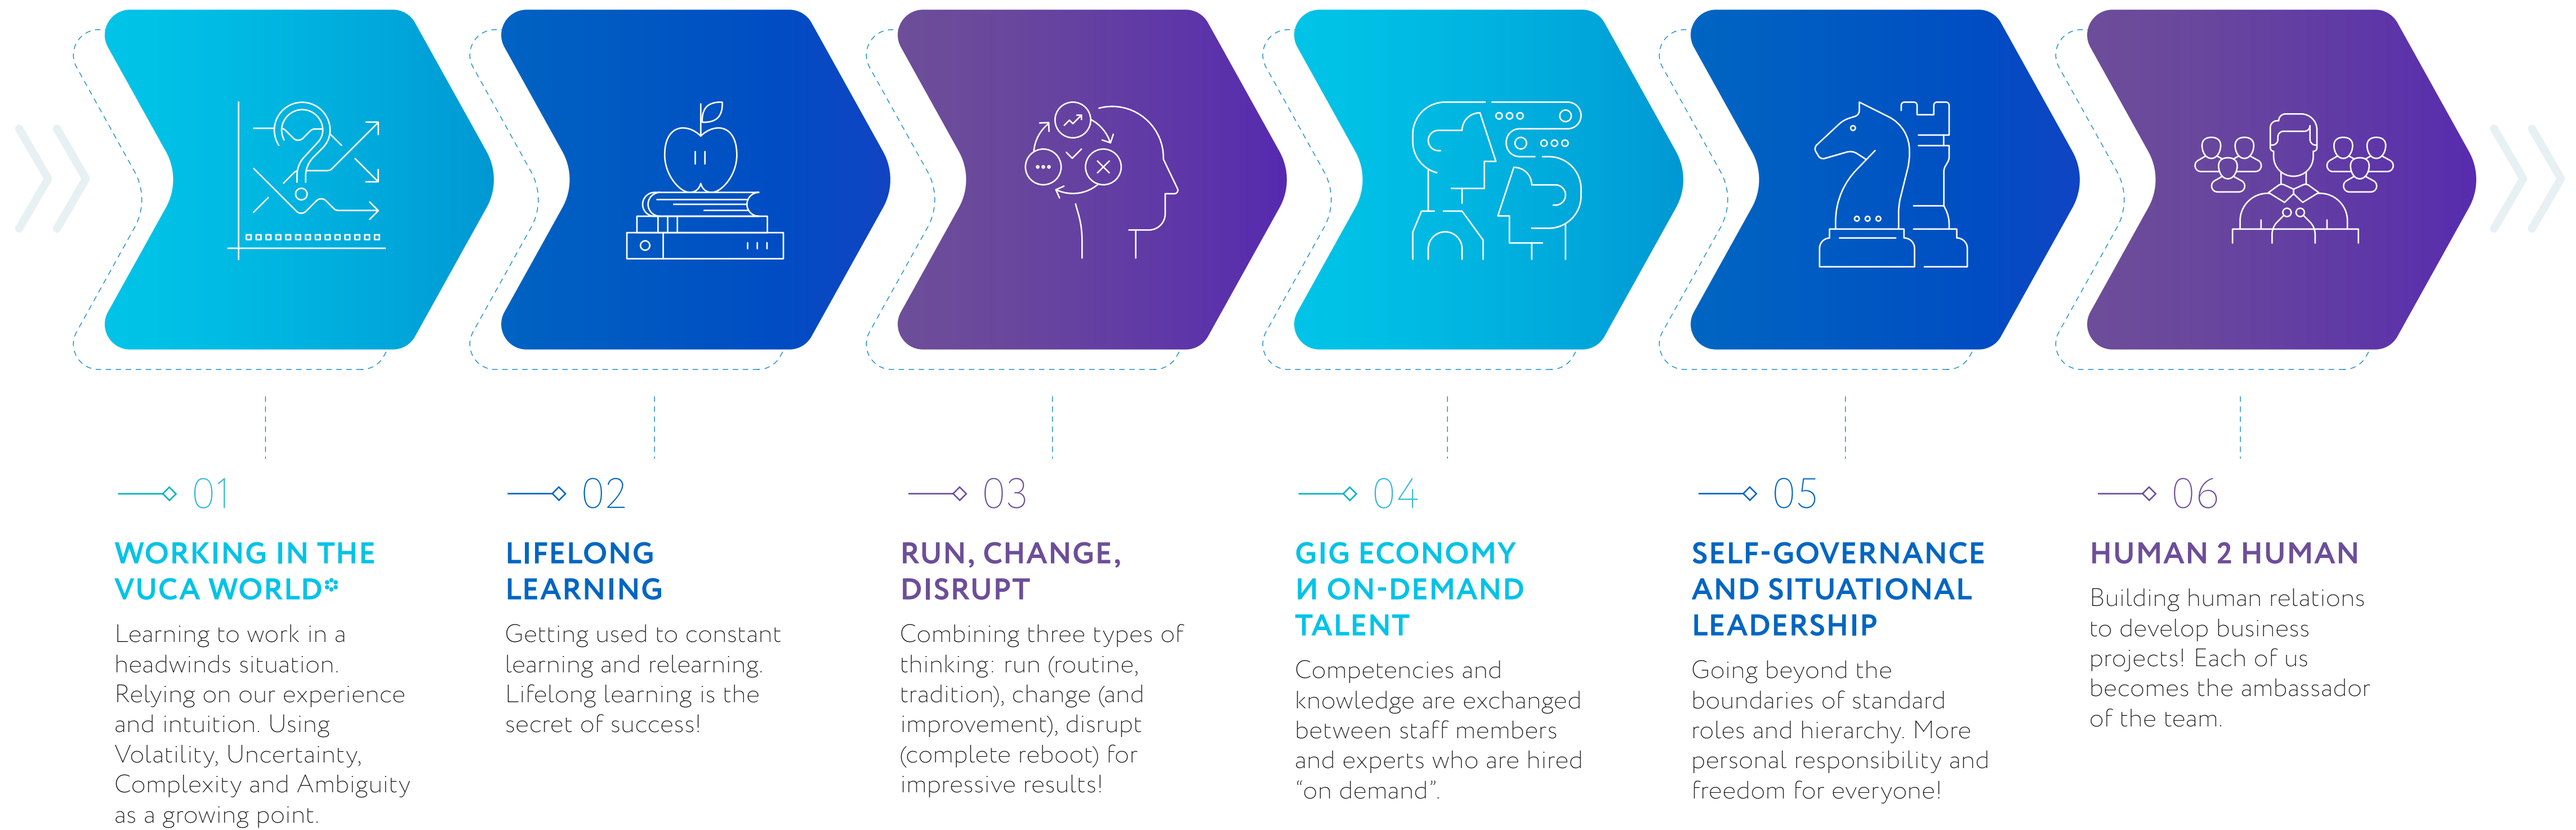 01
WORKING IN THE
VUCA WORLD*
Learning to work in a
headwinds situation.
Relying on our experience
and intuition. Using
Volatility, Uncertainty,
Complexity and Ambiguity
as a growing point.
02
LIFELONG
LEARNING
Getting used to constant
learning and relearning.
Lifelong learning is the
secret of success!
03
RUN, CHANGE,
DISRUPT
Combining three types of
thinking: run (routine,
tradition), change (and
improvement), disrupt
(complete reboot) for
impressive results!
04
GIG ECONOMY
И ON-DEMAND
TALENT
Competencies and
knowledge are exchanged
between staff members
and experts who are hired
“on demand”.
05
SELF-GOVERNANCE
AND SITUATIONAL
LEADERSHIP
Going beyond the
boundaries of standard
roles and hierarchy. More
personal responsibility and
freedom for everyone!
06
HUMAN 2 HUMAN
Building human relations
to develop business
projects! Each of us
becomes the ambassador
of the team.